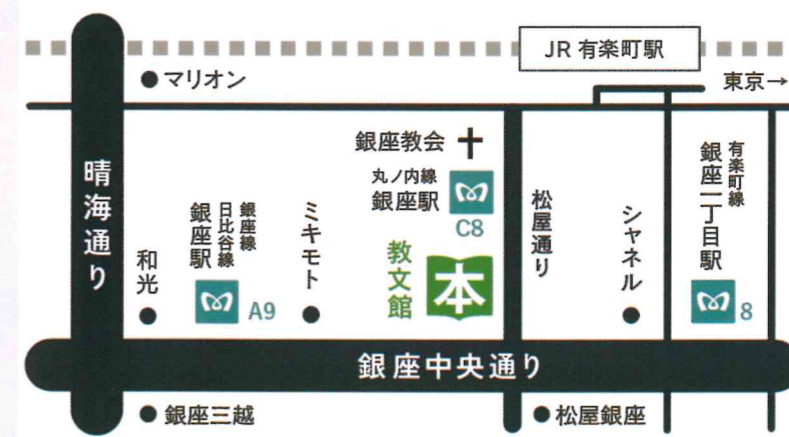 JR 有楽町駅
マリオン
東京→
銀座教会
丸ノ内線
銀座駅
C8
晴海通り
和光
銀座線
日比谷線
銀座駅
A9
ミキモト
教文館
本
松屋通り
シャネル
有楽町線
銀座一丁目駅
8
銀座中央通り
銀座三越
松屋銀座